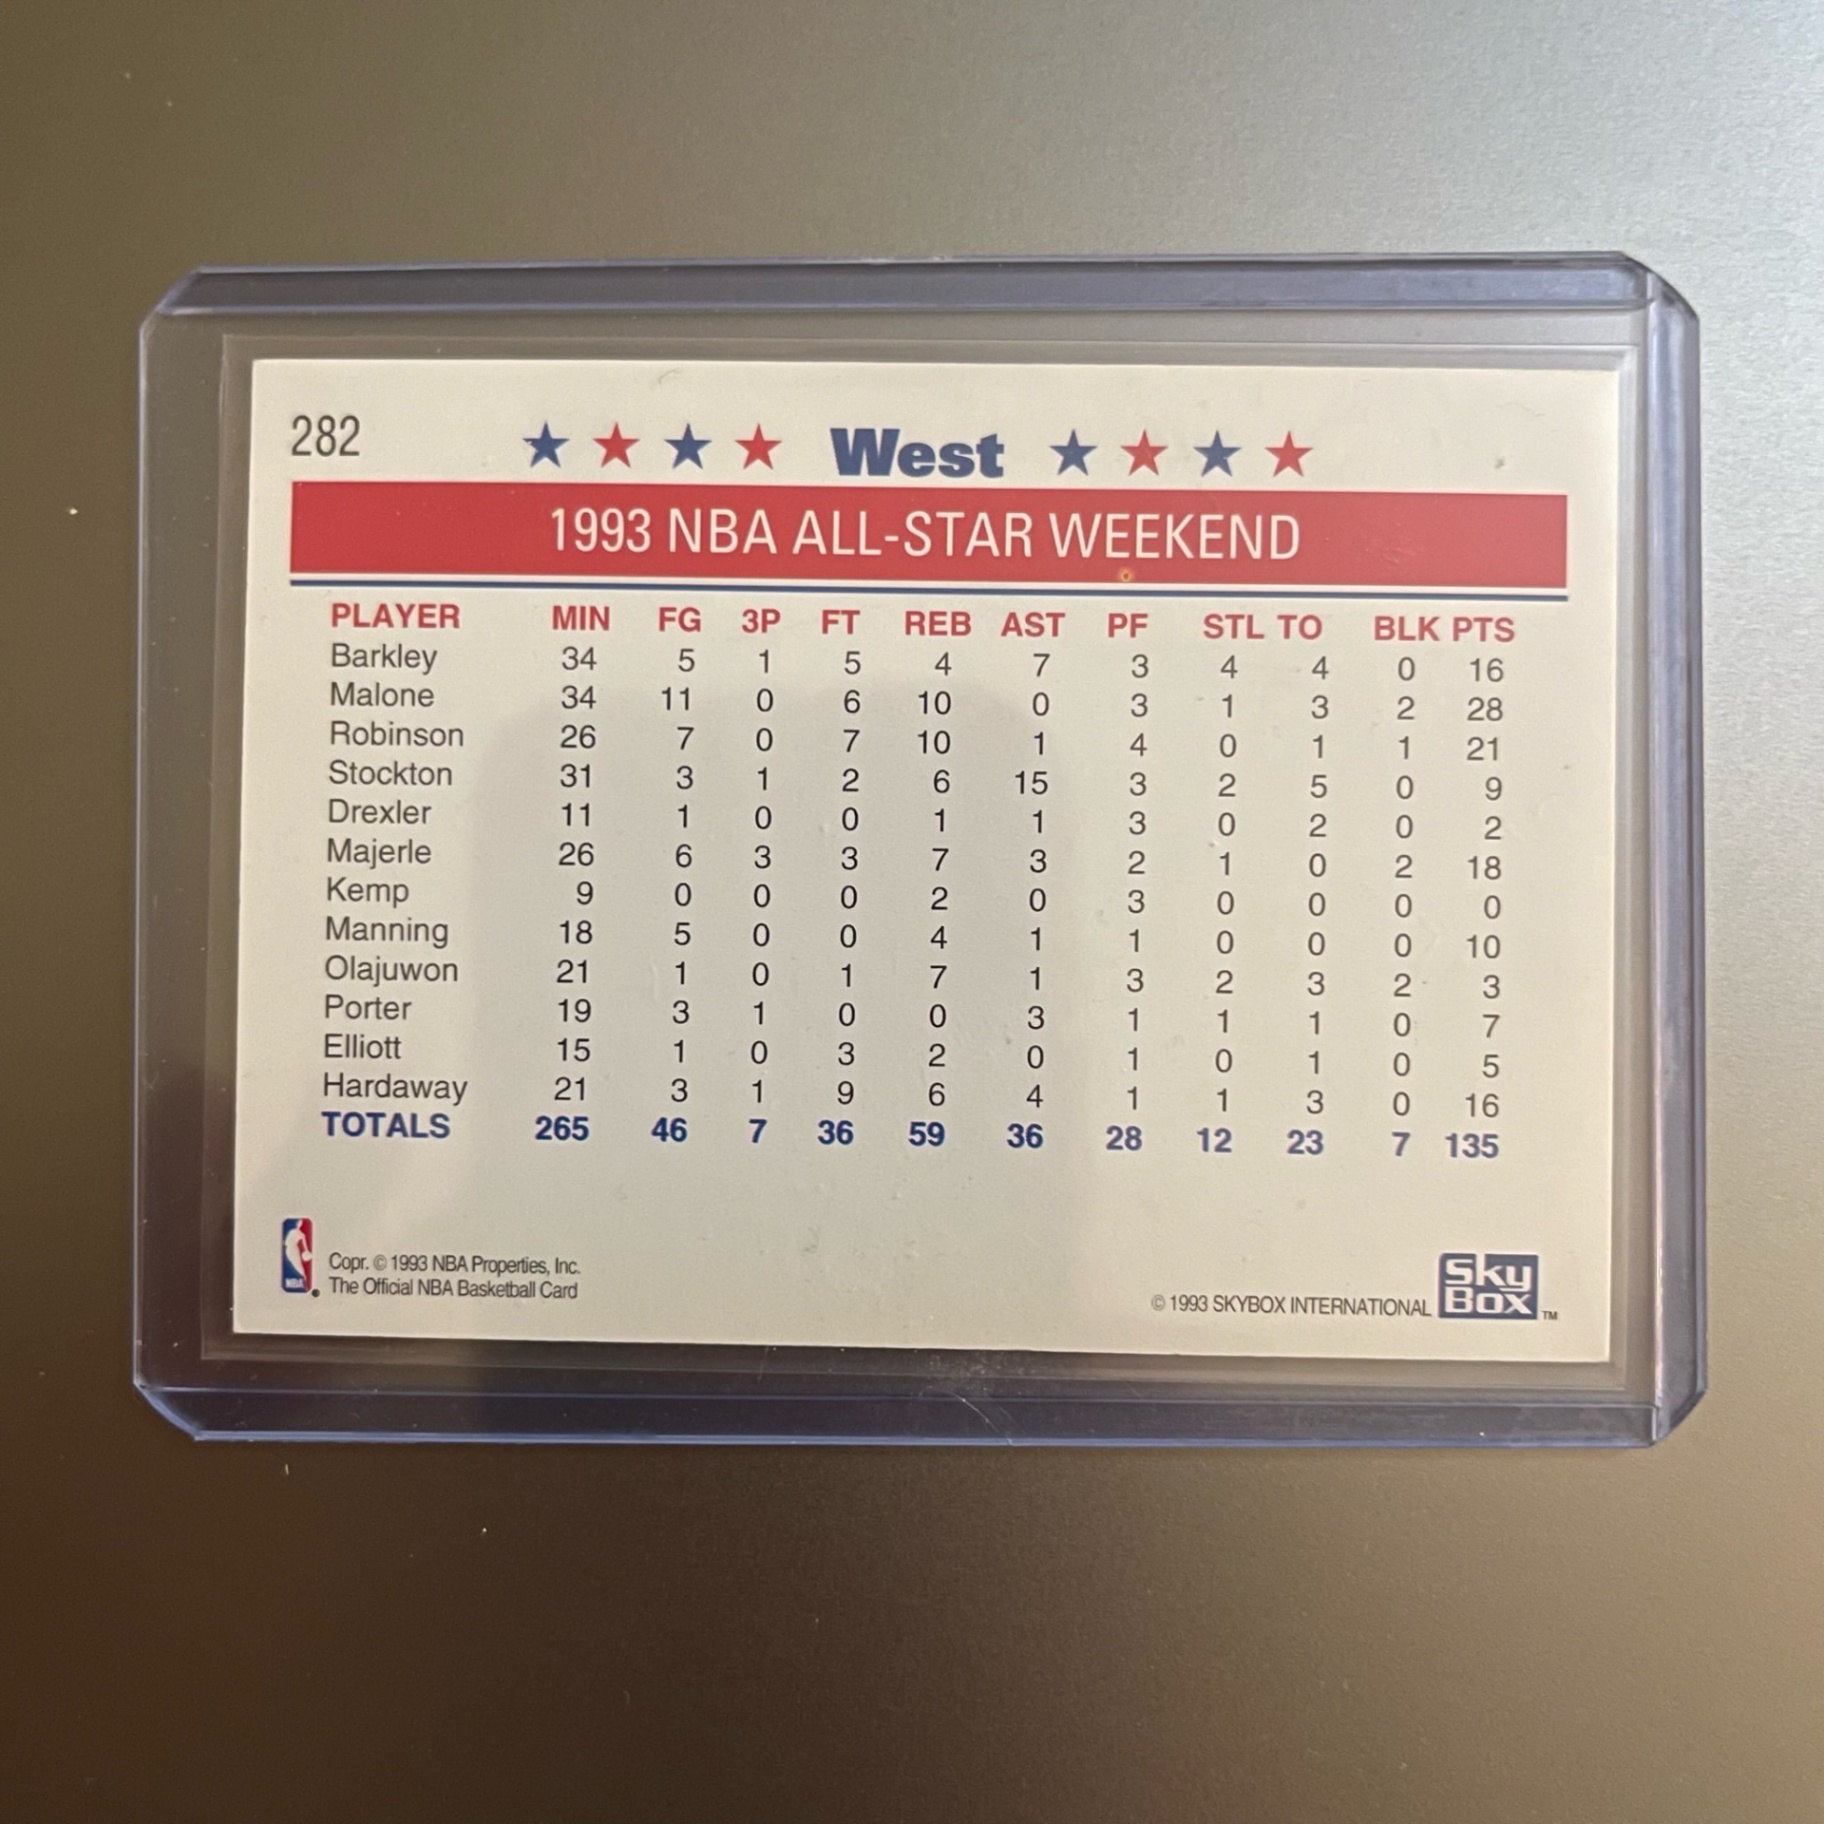 282
West
1993 NBA ALL-STAR WEEKEND
PLAYER MIN FG 3P FT REB AST PF STL TO BLK PTS
Barkley 34 5 1 5 4 7 3 4 4 0 16
Malone 34 11 0 6 10 0 3 1 3 2 28
Robinson 26 7 0 7 10 1 4 0 1 1 21
Stockton 31 3 1 2 6 15 3 2 5 0 9
Drexler 11 1 0 0 1 1 3 0 2 0 2
Majerle 26 6 3 3 7 3 2 1 0 2 18
Kemp 9 0 0 0 2 0 3 0 0 0 0
Manning 18 5 0 0 4 1 1 0 0 0 10
Olajuwon 21 1 0 1 7 1 3 2 3 2 3
Porter 19 3 1 0 0 3 1 1 1 0 7
Elliott 15 1 0 3 2 0 1 0 1 0 5
Hardaway 21 3 1 9 6 4 1 1 3 0 16
TOTALS 265 46 7 36 59 36 28 12 23 7 135
NBA
Copr. © 1993 NBA Properties, Inc.
The Official NBA Basketball Card
© 1993 SKYBOX INTERNATIONAL
Sky
Box ™